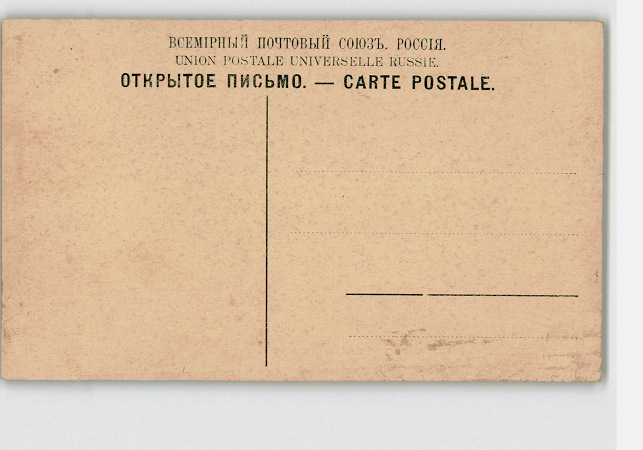 ВСЕМІРНЫЙ ПОЧТОВЫЙ СОЮЗЪ. РОССІЯ.
UNION POSTALE UNIVERSELLE RUSSIE.
ОТКРЫТОЕ ПИСЬМО. — CARTE POSTALE.